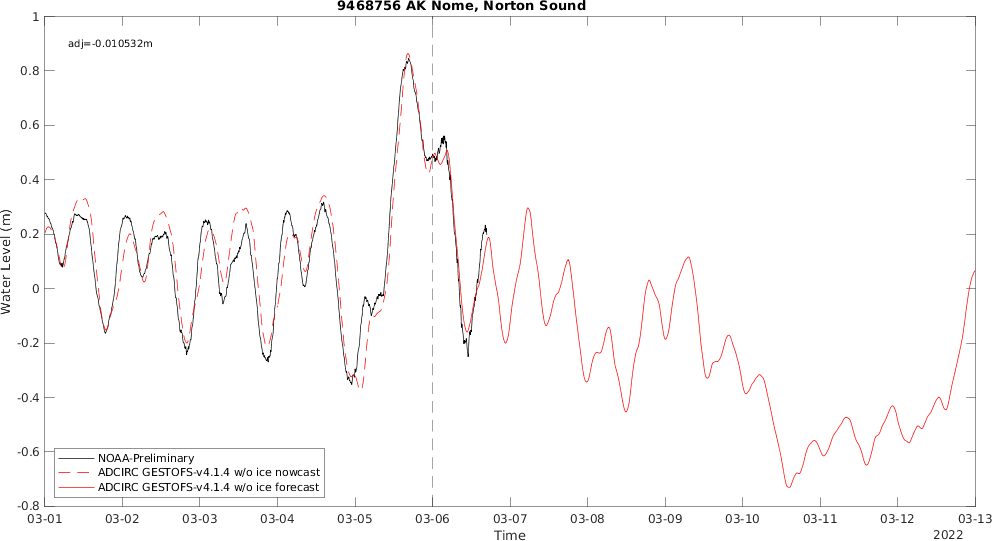 9468756 AK Nome, Norton Sound
adj=-0.010532m
Water Level (m)
1
0.8
0.6
0.4
0.2
0
-0.2
-0.4
-0.6
-0.8
NOAA-Preliminary
ADCIRC GESTOFS-v4.1.4 w/o ice nowcast
ADCIRC GESTOFS-v4.1.4 w/o ice forecast
03-01 03-02 03-03 03-04 03-05 03-06 03-07 03-08 03-09 03-10 03-11 03-12 03-13
Time
2022